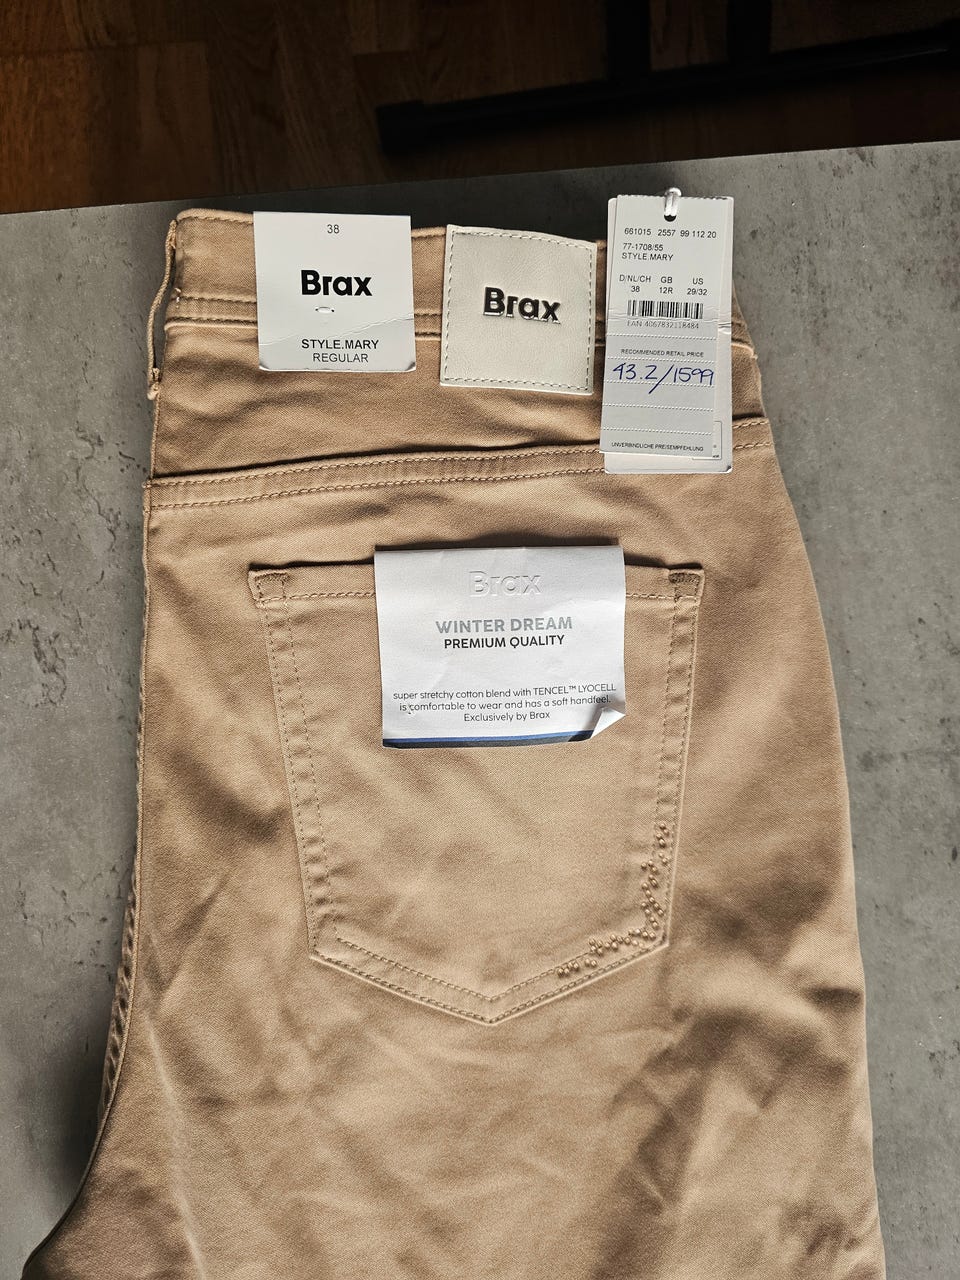 38
Brax
STYLE.MARY
REGULAR
Brax
661015 2557 99 112 20
77-1708/55
STYLE.MARY
D/NL/CH GB US
38 12R 29/32
EAN 4067832118484
RECOMMENDED RETAIL PRICE
43.2/1599
UNVERBINDLICHE PREISEMPFEHLUNG
Brax
WINTER DREAM
PREMIUM QUALITY
super stretchy cotton blend with TENCEL™ LYOCELL
is comfortable to wear and has a soft handfeel.
Exclusively by Brax